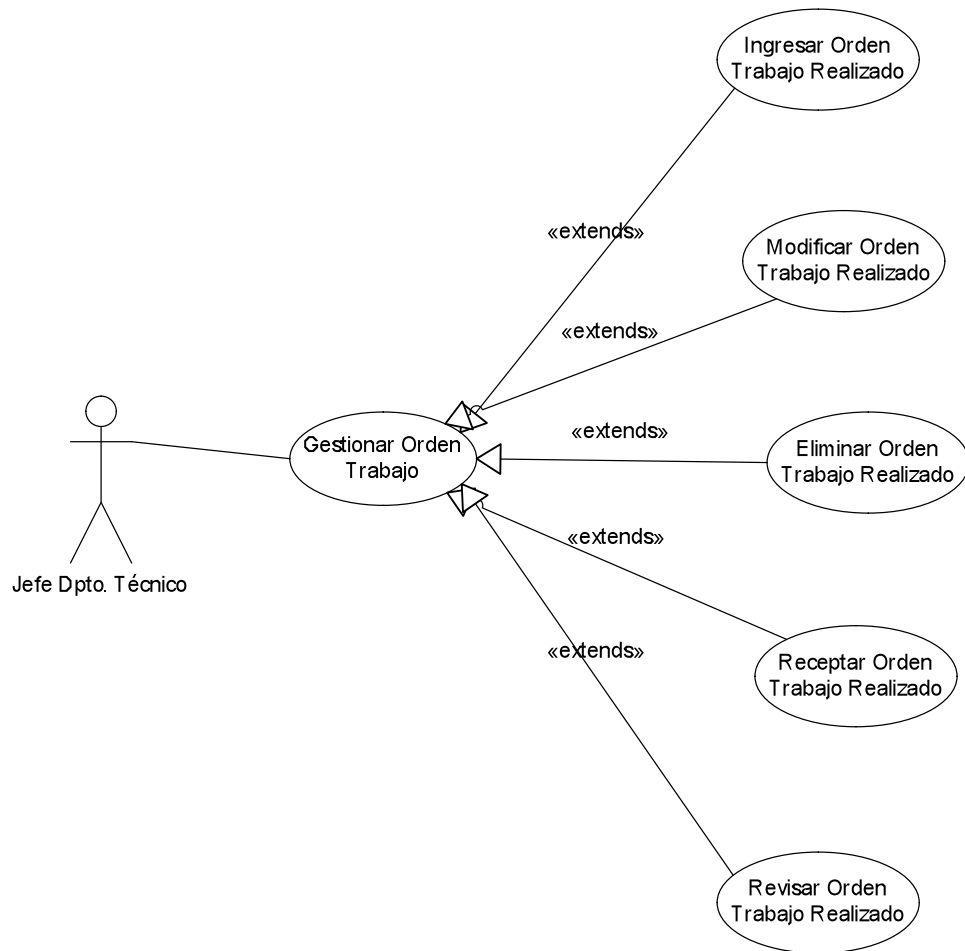 Ingresar Orden
Trabajo Realizado
«extends»
Modificar Orden
Trabajo Realizado
«extends»
Gestionar Orden
Trabajo
«extends»
Eliminar Orden
Trabajo Realizado
«extends»
Jefe Dpto. Técnico
«extends»
Receptar Orden
Trabajo Realizado
Revisar Orden
Trabajo Realizado